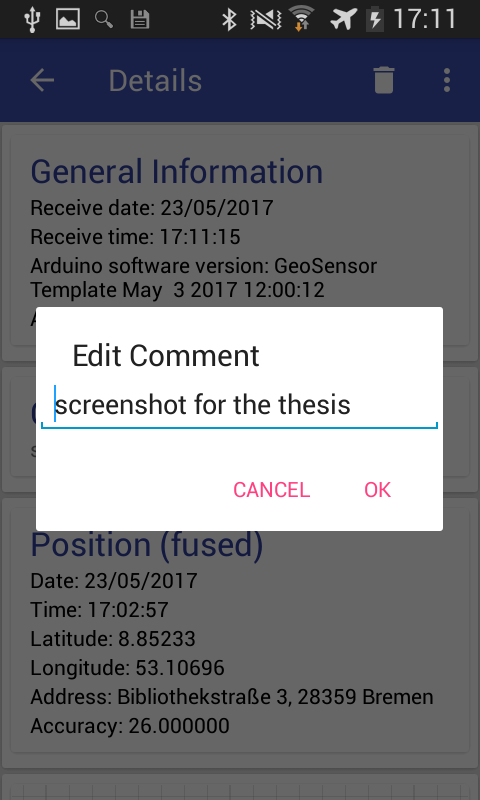 17:11
Details
General Information
Receive date: 23/05/2017
Receive time: 17:11:15
Arduino software version: GeoSensor
Template May  3 2017 12:00:12
Edit Comment
screenshot for the thesis
CANCEL
OK
Position (fused)
Date: 23/05/2017
Time: 17:02:57
Latitude: 8.85233
Longitude: 53.10696
Address: Bibliothekstraße 3, 28359 Bremen
Accuracy: 26.000000